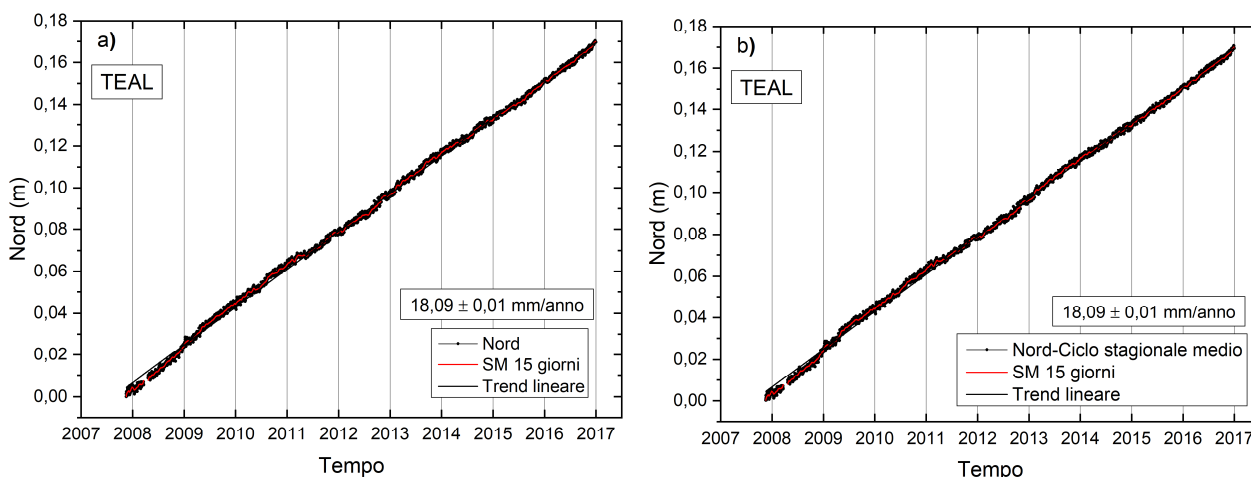 a)
TEAL
Nord (m)
0,18
0,16
0,14
0,12
0,10
0,08
0,06
0,04
0,02
0,00
18,09 ± 0,01 mm/anno
Nord
SM 15 giorni
Trend lineare
2007 2008 2009 2010 2011 2012 2013 2014 2015 2016 2017
Tempo
b)
TEAL
Nord (m)
0,18
0,16
0,14
0,12
0,10
0,08
0,06
0,04
0,02
0,00
18,09 ± 0,01 mm/anno
Nord-Ciclo stagionale medio
SM 15 giorni
Trend lineare
2007 2008 2009 2010 2011 2012 2013 2014 2015 2016 2017
Tempo